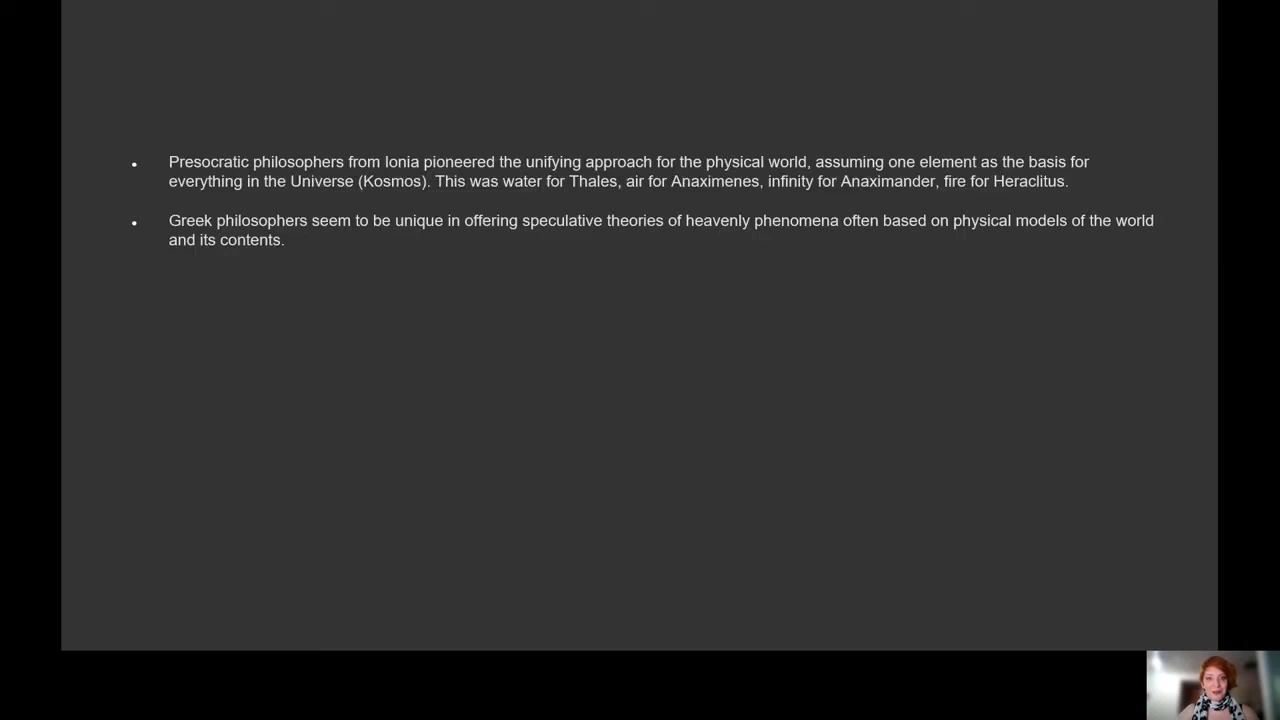 • Presocratic philosophers from Ionia pioneered the unifying approach for the physical world, assuming one element as the basis for
everything in the Universe (Kosmos). This was water for Thales, air for Anaximenes, infinity for Anaximander, fire for Heraclitus.
• Greek philosophers seem to be unique in offering speculative theories of heavenly phenomena often based on physical models of the world
and its contents.